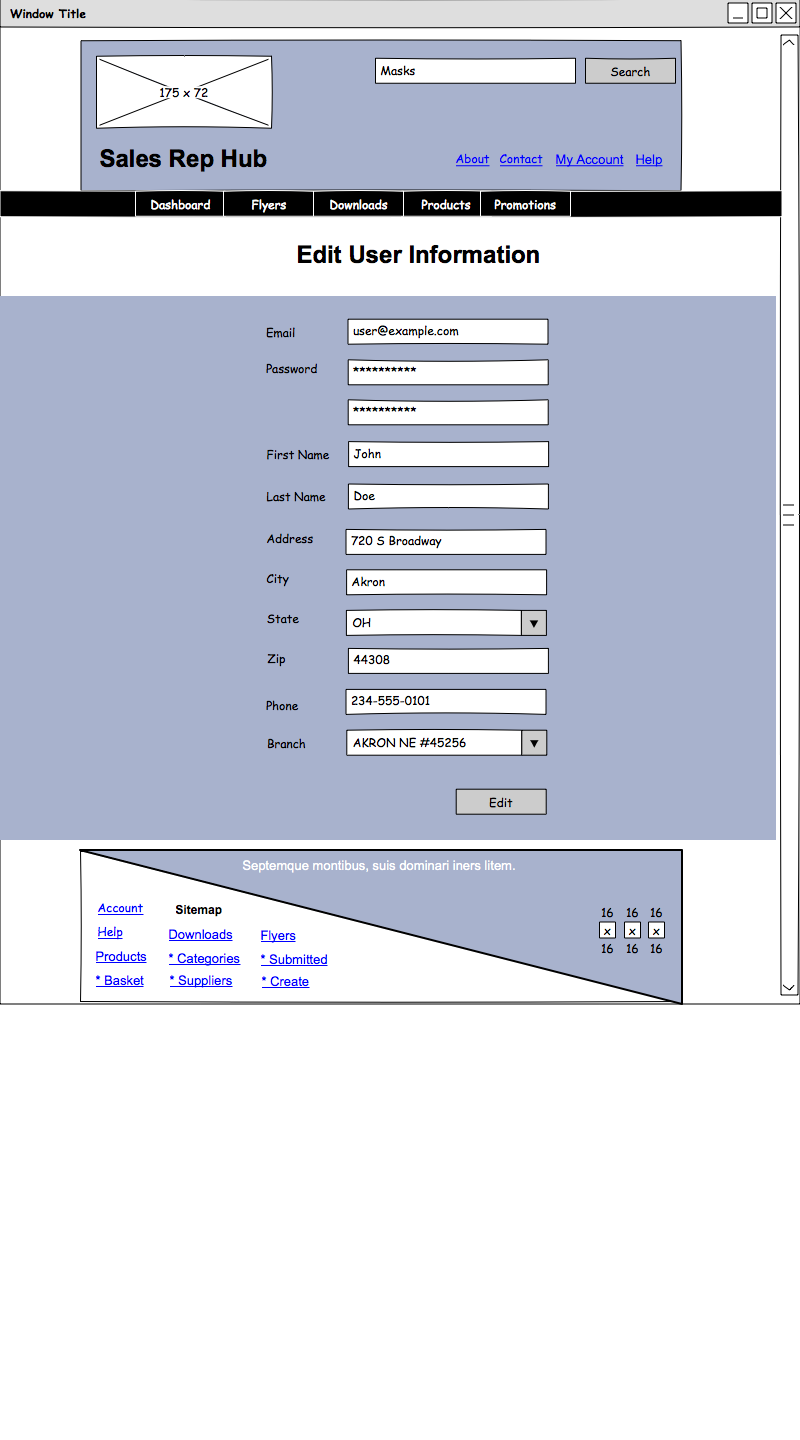 Window Title
175 x 72
Masks
Search
Sales Rep Hub
About Contact My Account Help
Dashboard Flyers Downloads Products Promotions
Edit User Information
Email user@example.com
Password **********
**********
First Name John
Last Name Doe
Address 720 S Broadway
City Akron
State OH
Zip 44308
Phone 234-555-0101
Branch AKRON NE #45256
Edit
Septemque montibus, suis dominari iners litem.
Account Sitemap
Help Downloads Flyers
Products * Categories * Submitted
* Basket * Suppliers * Create
16 16 16
x x x
16 16 16